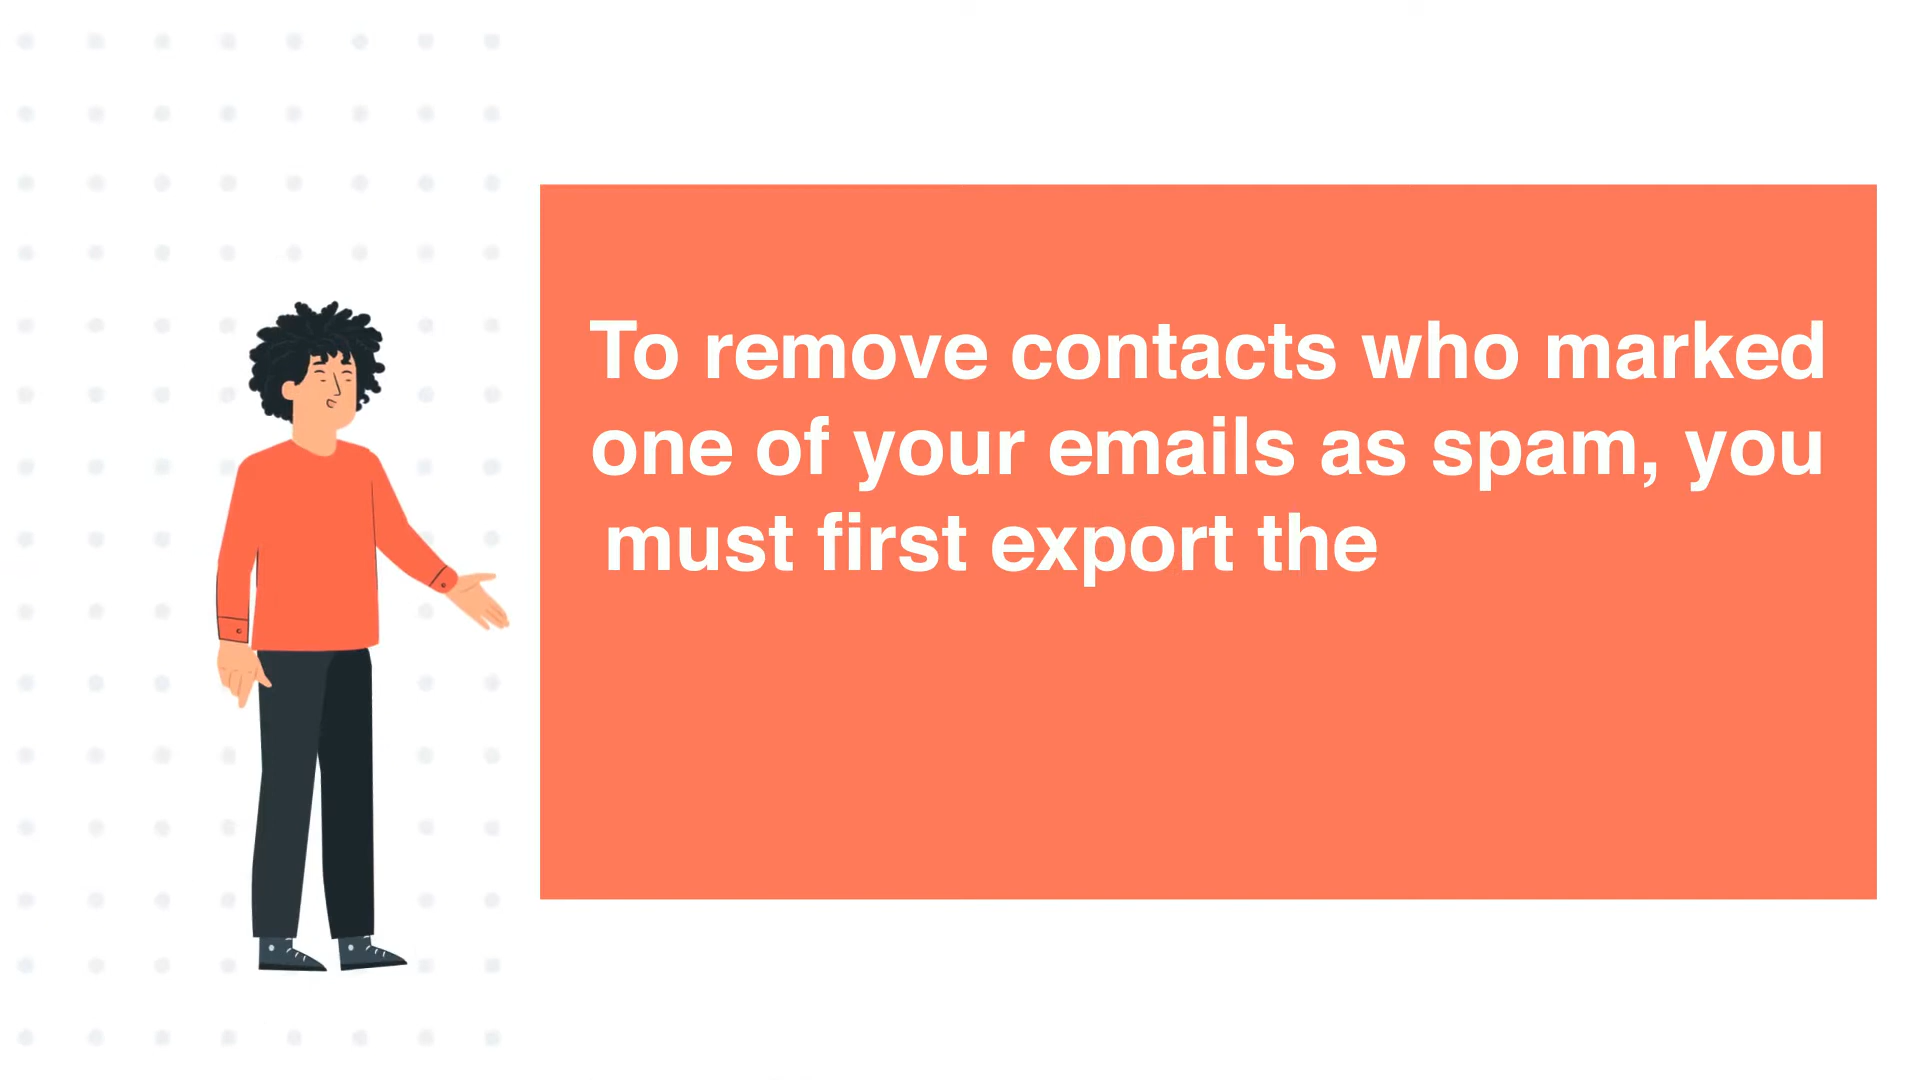 To remove contacts who marked
one of your emails as spam, you
must first export the